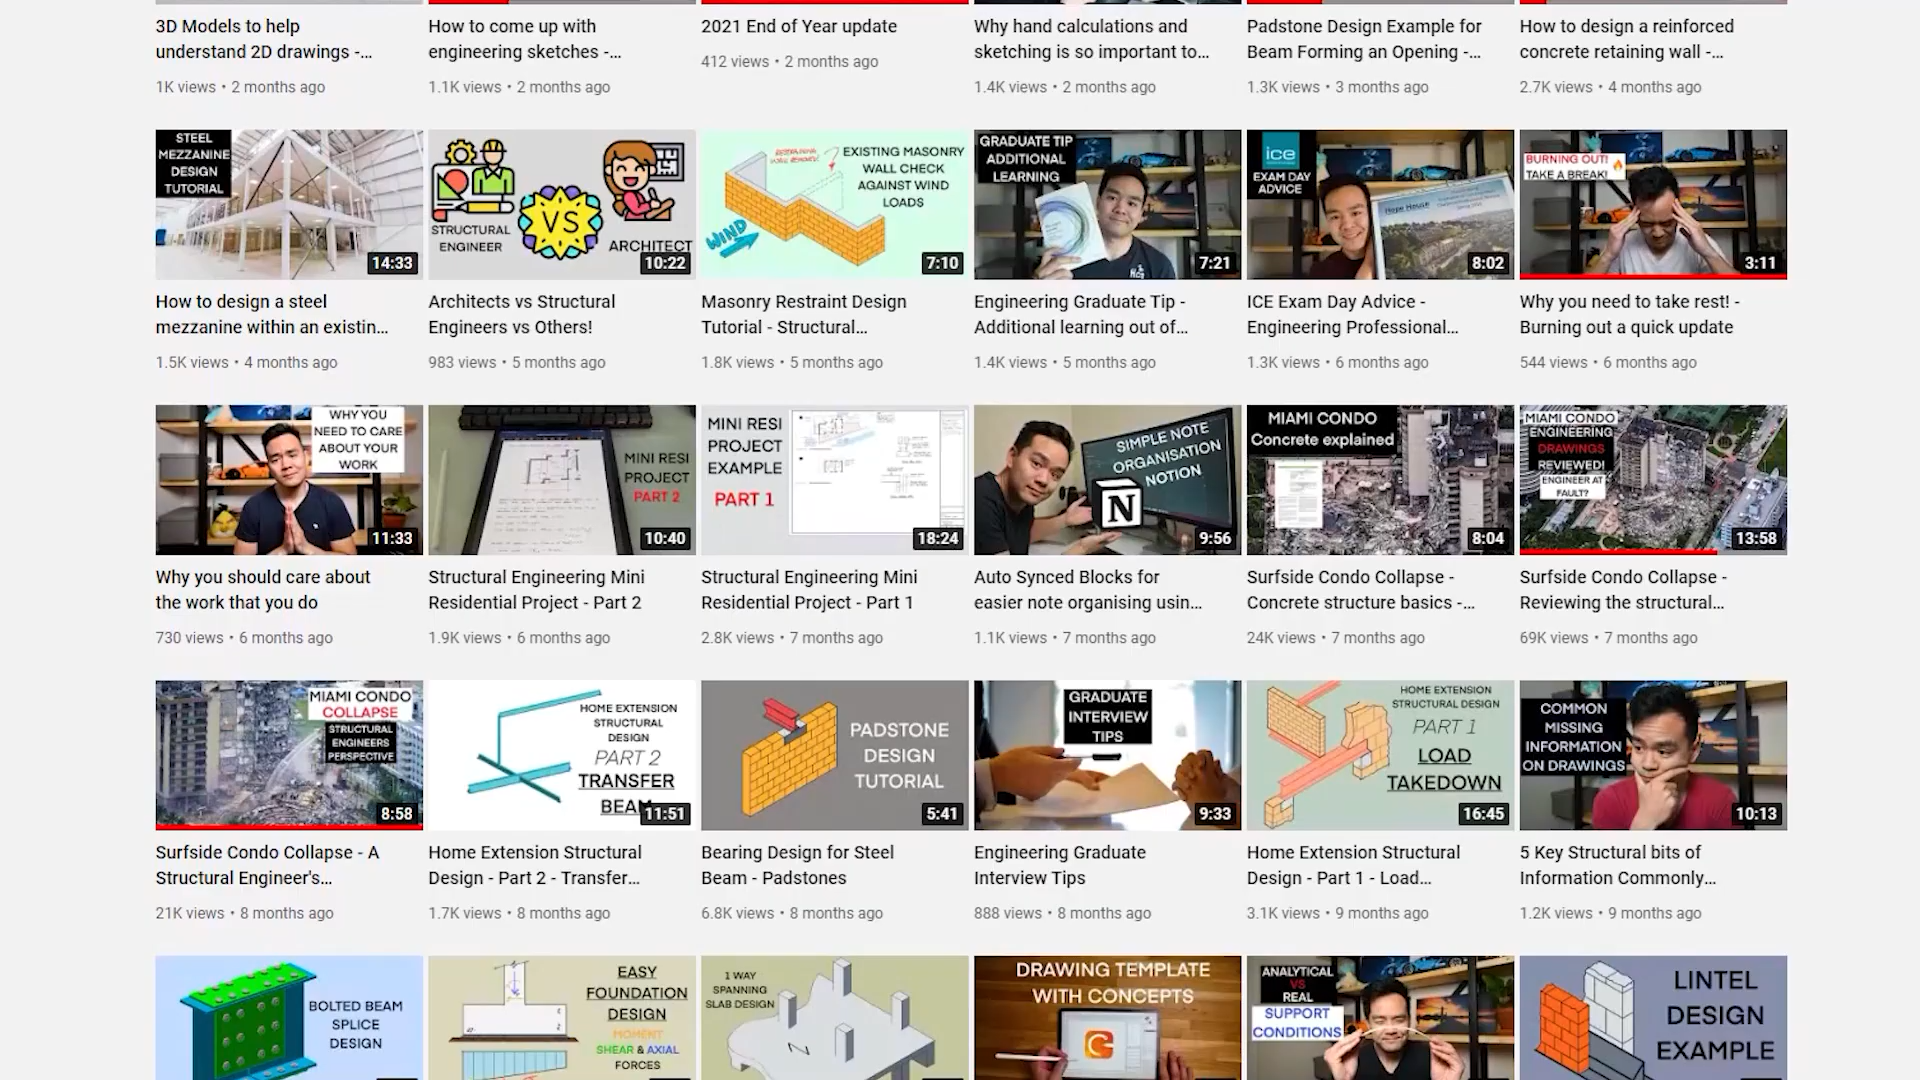 3D Models to help
understand 2D drawings -...
1K views • 2 months ago
How to come up with
engineering sketches -...
1.1K views • 2 months ago
2021 End of Year update
412 views • 2 months ago
Why hand calculations and
sketching is so important to...
1.4K views • 2 months ago
Padstone Design Example for
Beam Forming an Opening -...
1.3K views • 3 months ago
How to design a reinforced
concrete retaining wall -...
2.7K views • 4 months ago
STEEL
MEZZANINE
DESIGN
TUTORIAL
14:33
How to design a steel
mezzanine within an existin...
1.5K views • 4 months ago
STRUCTURAL
ENGINEER
VS
ARCHITECT
10:22
Architects vs Structural
Engineers vs Others!
983 views • 5 months ago
EXISTING MASONRY
WALL CHECK
AGAINST WIND
LOADS
WIND
7:10
Masonry Restraint Design
Tutorial - Structural...
1.8K views • 5 months ago
GRADUATE TIP
ADDITIONAL
LEARNING
7:21
Engineering Graduate Tip -
Additional learning out of...
1.4K views • 5 months ago
ice
EXAM DAY
ADVICE
Hope House
8:02
ICE Exam Day Advice -
Engineering Professional...
1.3K views • 6 months ago
BURNING OUT!
TAKE A BREAK!
3:11
Why you need to take rest! -
Burning out a quick update
544 views • 6 months ago
WHY YOU
NEED TO CARE
ABOUT YOUR
WORK
11:33
Why you should care about
the work that you do
730 views • 6 months ago
MINI RESI
PROJECT
PART 2
10:40
Structural Engineering Mini
Residential Project - Part 2
1.9K views • 6 months ago
MINI RESI
PROJECT
EXAMPLE
PART 1
18:24
Structural Engineering Mini
Residential Project - Part 1
2.8K views • 7 months ago
SIMPLE NOTE
ORGANISATION
NOTION
N
9:56
Auto Synced Blocks for
easier note organising usin...
1.1K views • 7 months ago
MIAMI CONDO
Concrete explained
8:04
Surfside Condo Collapse -
Concrete structure basics -...
24K views • 7 months ago
MIAMI CONDO
ENGINEERING
DRAWINGS
REVIEWED!
ENGINEER AT
FAULT?
13:58
Surfside Condo Collapse -
Reviewing the structural...
69K views • 7 months ago
MIAMI CONDO
COLLAPSE
STRUCTURAL
ENGINEERS
PERSPECTIVE
8:58
Surfside Condo Collapse - A
Structural Engineer's...
21K views • 8 months ago
HOME EXTENSION
STRUCTURAL
DESIGN
PART 2
TRANSFER
BEAM
11:51
Home Extension Structural
Design - Part 2 - Transfer...
1.7K views • 8 months ago
PADSTONE
DESIGN
TUTORIAL
5:41
Bearing Design for Steel
Beam - Padstones
6.8K views • 8 months ago
GRADUATE
INTERVIEW
TIPS
9:33
Engineering Graduate
Interview Tips
888 views • 8 months ago
HOME EXTENSION
STRUCTURAL DESIGN
PART 1
LOAD
TAKEDOWN
16:45
Home Extension Structural
Design - Part 1 - Load...
3.1K views • 9 months ago
COMMON
MISSING
INFORMATION
ON DRAWINGS
10:13
5 Key Structural bits of
Information Commonly...
1.2K views • 9 months ago
BOLTED BEAM
SPLICE
DESIGN
EASY
FOUNDATION
DESIGN
MOMENT
SHEAR & AXIAL
FORCES
1 WAY
SPANNING
SLAB DESIGN
DRAWING TEMPLATE
WITH CONCEPTS
ANALYTICAL
VS
REAL
SUPPORT
CONDITIONS
LINTEL
DESIGN
EXAMPLE